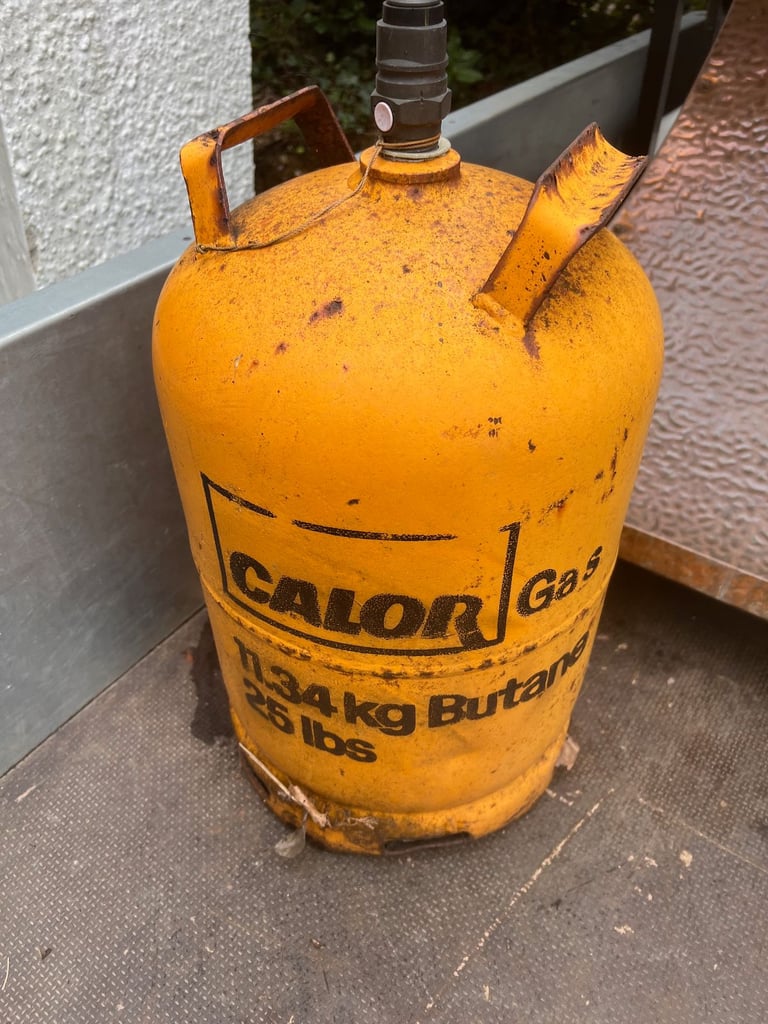 CALOR Gas
11.34 kg Butane
25 lbs